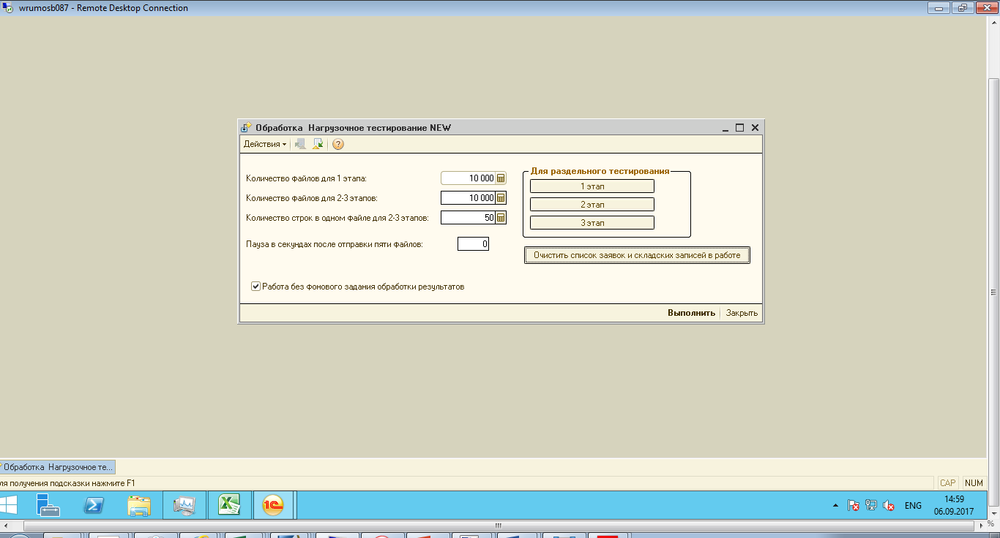 wrumosb087 - Remote Desktop Connection
Обработка Нагрузочное тестирование NEW
Действия
?
Количество файлов для 1 этапа: 10 000
Количество файлов для 2-3 этапов: 10 000
Количество строк в одном файле для 2-3 этапов: 50
Пауза в секундах после отправки пяти файлов: 0
Для раздельного тестирования
1 этап
2 этап
3 этап
Очистить список заявок и складских записей в работе
Работа без фонового задания обработки результатов
Выполнить Закрыть
Обработка Нагрузочное те...
ля получения подсказки нажмите F1
CAP NUM
1С
ENG
14:59
06.09.2017
%